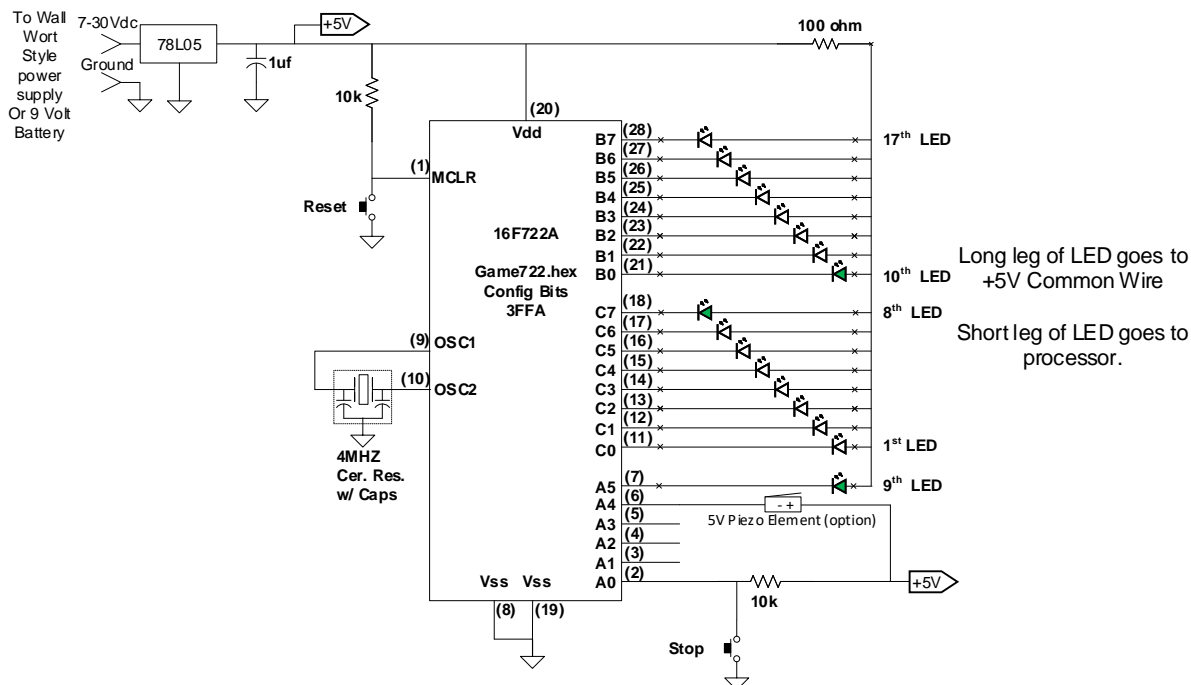 To Wall
Wort
Style
power
supply
Or 9 Volt
Battery
7-30Vdc
Ground
78L05
+5V
1uf
10k
100 ohm
(20)
Vdd
(1)
MCLR
Reset
16F722A
Game722.hex
Config Bits
3FFA
(9)
OSC1
(10)
OSC2
4MHZ
Cer. Res.
w/ Caps
Vss Vss
(8) (19)
B7 (28)
B6 (27)
B5 (26)
B4 (25)
B3 (24)
B2 (23)
B1 (22)
B0 (21)
C7 (18)
C6 (17)
C5 (16)
C4 (15)
C3 (14)
C2 (13)
C1 (12)
C0 (11)
A5 (7)
A4 (6)
A3 (5)
A2 (4)
A1 (3)
A0 (2)
17th LED
10th LED
8th LED
1st LED
9th LED
- +
5V Piezo Element (option)
10k
+5V
Stop
Long leg of LED goes to
+5V Common Wire
Short leg of LED goes to
processor.